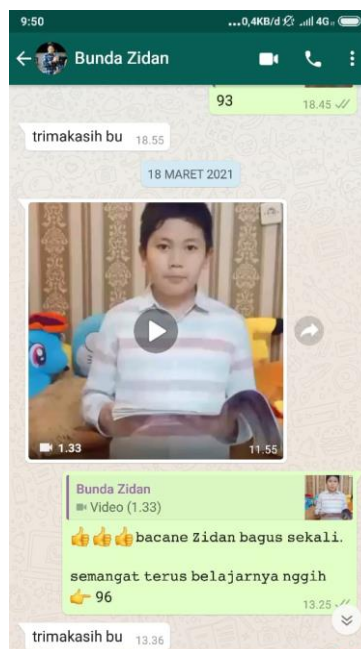 9:50
...0,4KB/d 4G
Bunda Zidan
93
18.45
trimakasih bu 18.55
18 MARET 2021
1.33
11.55
Bunda Zidan
Video (1.33)
👍👍👍bacane Zidan bagus sekali.
semangat terus belajarnya nggih
👉 96
13.25
trimakasih bu 13.36